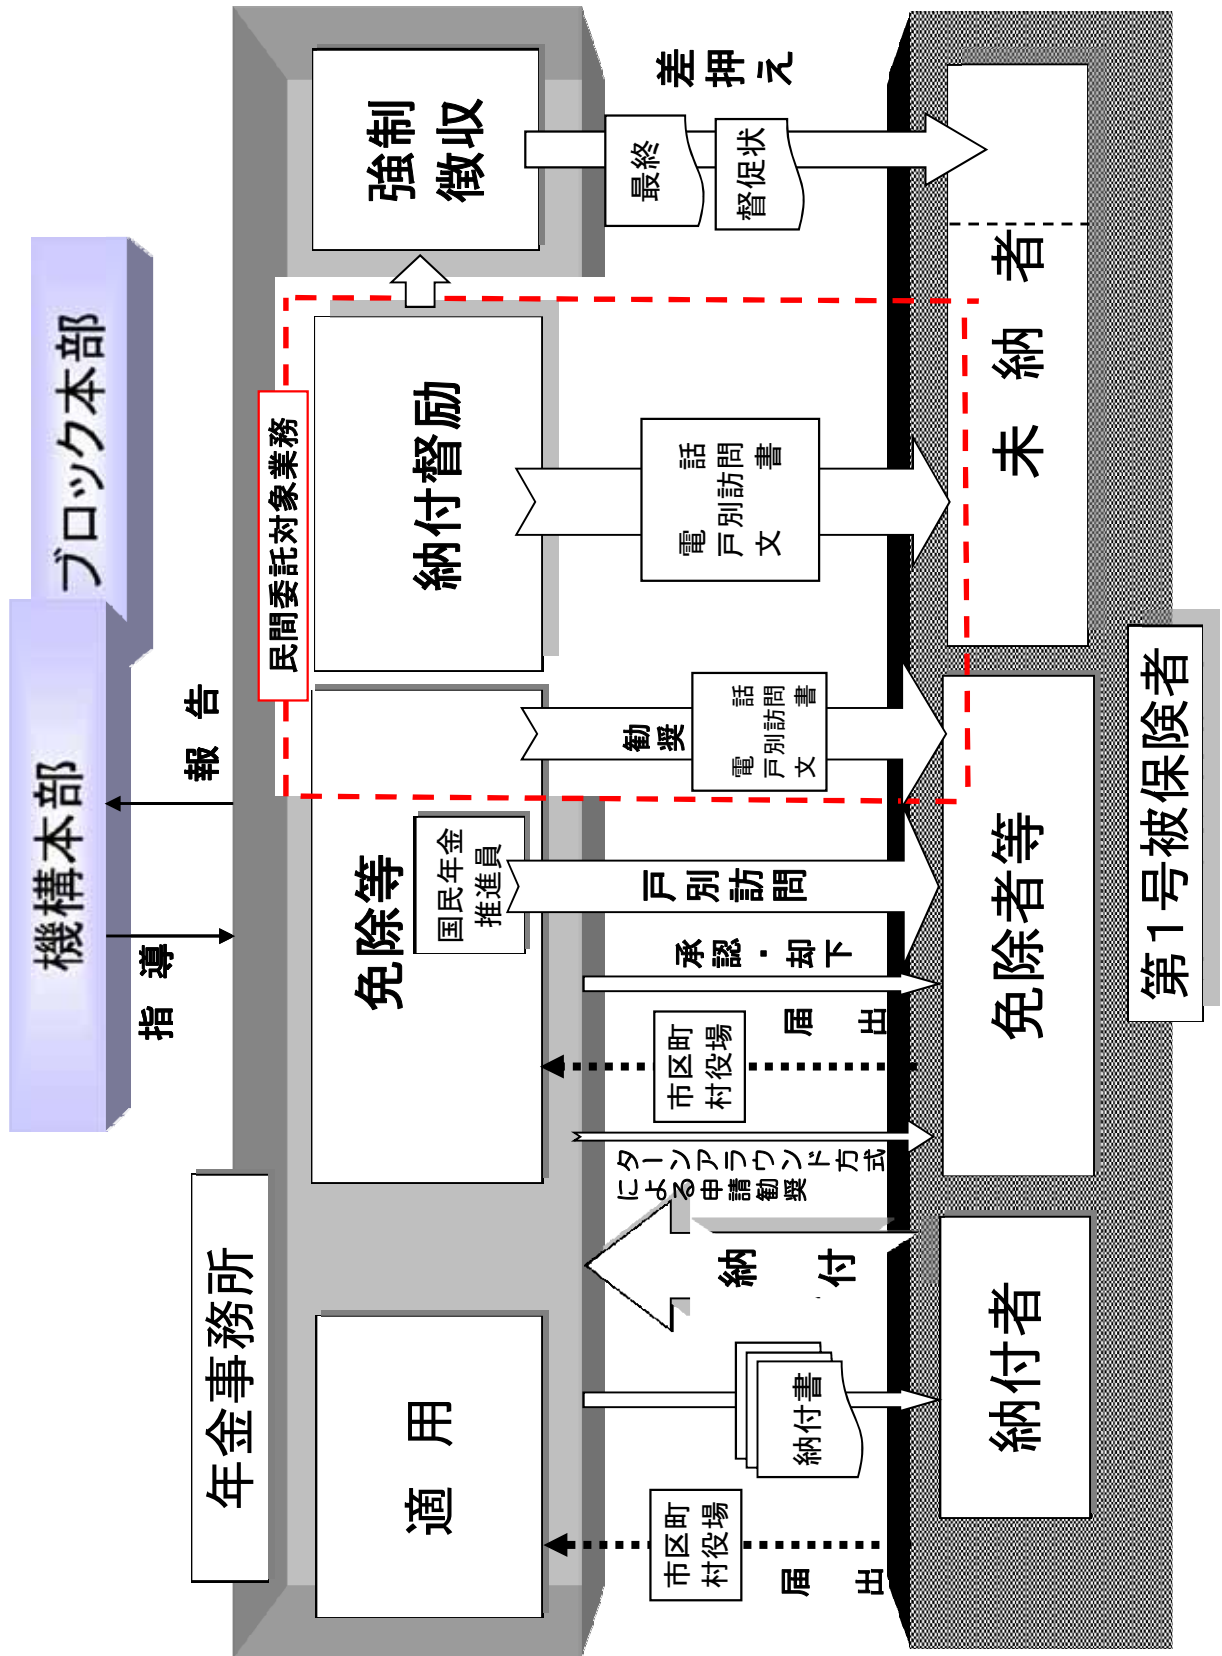 機構本部
ブロック本部
指導
報告
年金事務所
民間委託対象業務
適用
免除等
国民年金
推進員
納付督励
強制
徴収
市区町
村役場
届出
納付書
納付
ターンアラウンド方式
による申請勧奨
市区町
村役場
届出
承認・却下
戸別訪問
勧奨
電話
戸別訪問
文書
電話
戸別訪問
文書
最終
督促状
差押え
納付者
免除者等
未納者
第1号被保険者